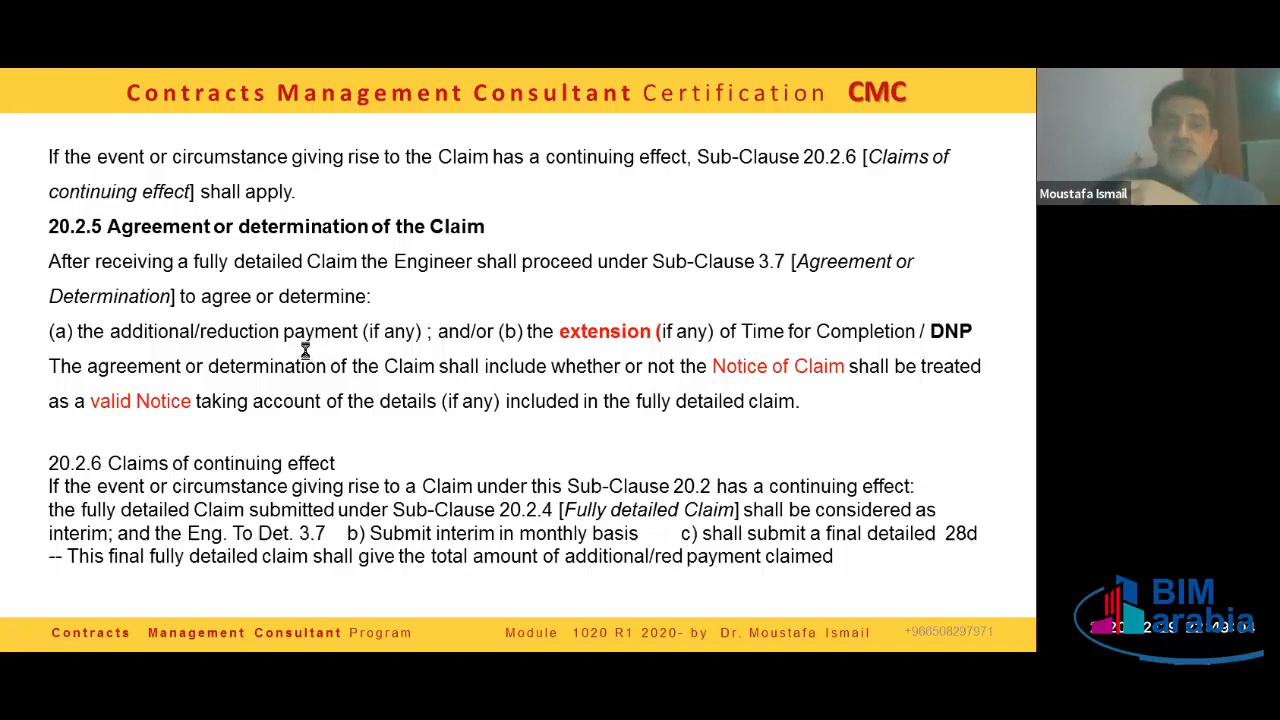 Contracts Management Consultant Certification CMC
If the event or circumstance giving rise to the Claim has a continuing effect, Sub-Clause 20.2.6 [Claims of
continuing effect] shall apply.
20.2.5 Agreement or determination of the Claim
After receiving a fully detailed Claim the Engineer shall proceed under Sub-Clause 3.7 [Agreement or
Determination] to agree or determine:
(a) the additional/reduction payment (if any) ; and/or (b) the extension (if any) of Time for Completion / DNP
The agreement or determination of the Claim shall include whether or not the Notice of Claim shall be treated
as a valid Notice taking account of the details (if any) included in the fully detailed claim.
20.2.6 Claims of continuing effect
If the event or circumstance giving rise to a Claim under this Sub-Clause 20.2 has a continuing effect:
the fully detailed Claim submitted under Sub-Clause 20.2.4 [Fully detailed Claim] shall be considered as
interim; and the Eng. To Det. 3.7 b) Submit interim in monthly basis c) shall submit a final detailed 28d
-- This final fully detailed claim shall give the total amount of additional/red payment claimed
Contracts Management Consultant Program Module 1020 R1 2020- by Dr. Moustafa Ismail +966508297971
Moustafa Ismail
BIM
arabia